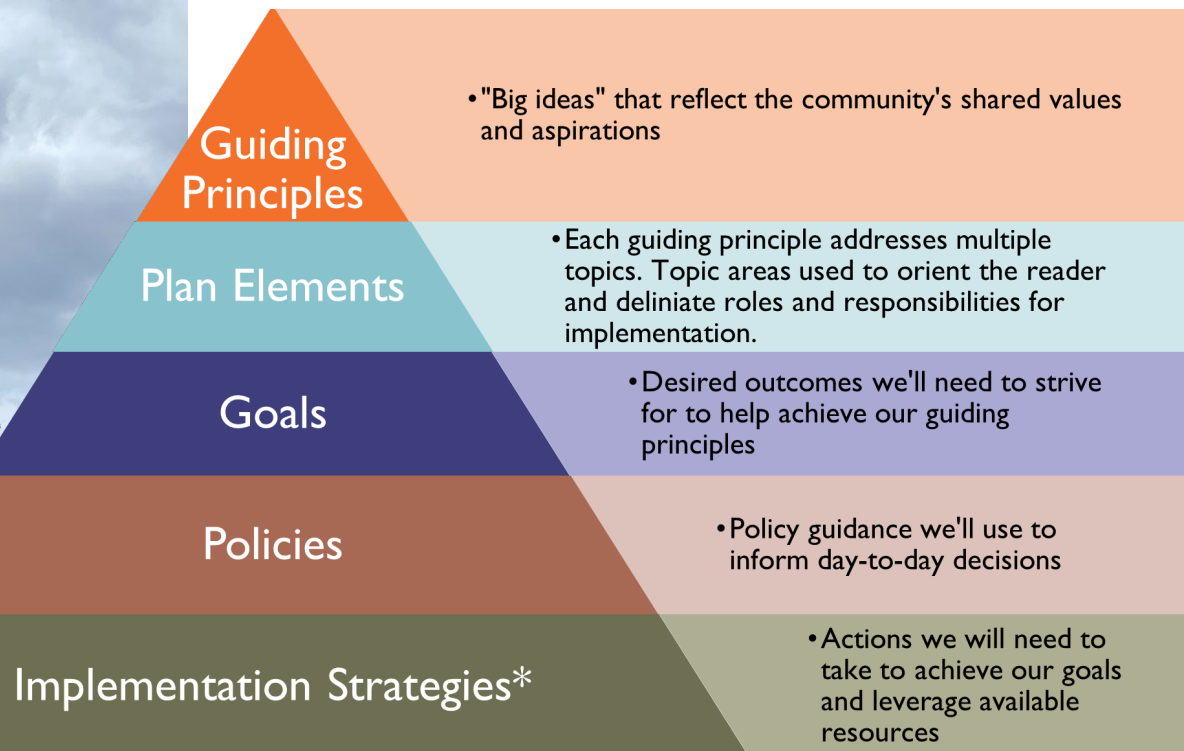 Guiding
Principles
•"Big ideas" that reflect the community's shared values
and aspirations
Plan Elements
•Each guiding principle addresses multiple
topics. Topic areas used to orient the reader
and deliniate roles and responsibilities for
implementation.
Goals
•Desired outcomes we'll need to strive
for to help achieve our guiding
principles
Policies
•Policy guidance we'll use to
inform day-to-day decisions
Implementation Strategies*
•Actions we will need to
take to achieve our goals
and leverage available
resources